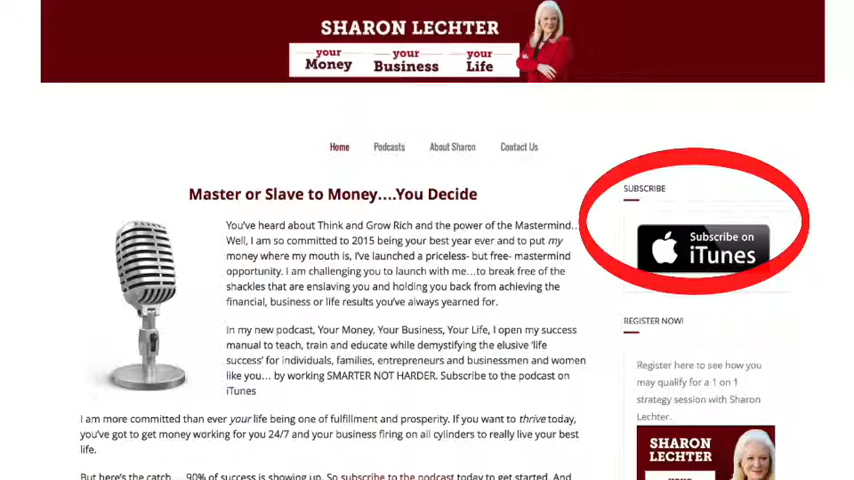 SHARON LECHTER
your your your
Money Business Life
Home Podcasts About Sharon Contact Us
Master or Slave to Money....You Decide
You've heard about Think and Grow Rich and the power of the Mastermind...
Well, I am so committed to 2015 being your best year ever and to put my
money where my mouth is, I've launched a priceless- but free- mastermind
opportunity. I am challenging you to launch with me...to break free of the
shackles that are enslaving you and holding you back from achieving the
financial, business or life results you've always yearned for.
In my new podcast, Your Money, Your Business, Your Life, I open my success
manual to teach, train and educate while demystifying the elusive 'life
success' for individuals, families, entrepreneurs and businessmen and women
like you... by working SMARTER NOT HARDER. Subscribe to the podcast on
iTunes
I am more committed than ever your life being one of fulfillment and prosperity. If you want to thrive today,
you've got to get money working for you 24/7 and your business firing on all cylinders to really live your best
life.
But here's the catch.... 90% of success is showing up. So subscribe to the podcast today to get started. And
SUBSCRIBE
Subscribe on
iTunes
REGISTER NOW!
Register here to see how you
may qualify for a 1 on 1
strategy session with Sharon
Lechter.
SHARON
LECHTER
your